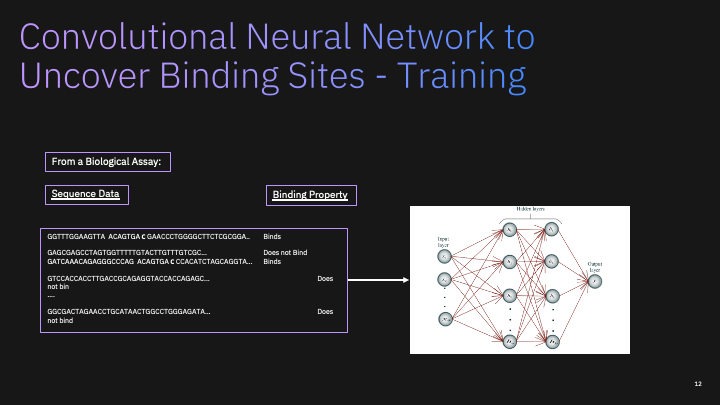 Convolutional Neural Network to
Uncover Binding Sites - Training
From a Biological Assay:
Sequence Data
Binding Property
GGTTTGGAAGTTA ACAGTGA C GAACCCTGGGGCTTCTCGCGGA.. Binds
GAGCGAGCCTAGTGGTTTTTGTACTTGTTTGTCGC... Does not Bind
GATCAAACAGAGGGCCCAG ACAGTGA C CCACATCTAGCAGGTA... Binds
GTCCACCACCTTGACCGCAGAGGTACCACCAGAGC... Does
not bin
....
GGCGACTAGAACCTGCATAACTGGCCTGGGAGATA... Does
not bind
Hidden layers
Input
layer
Output
layer
12